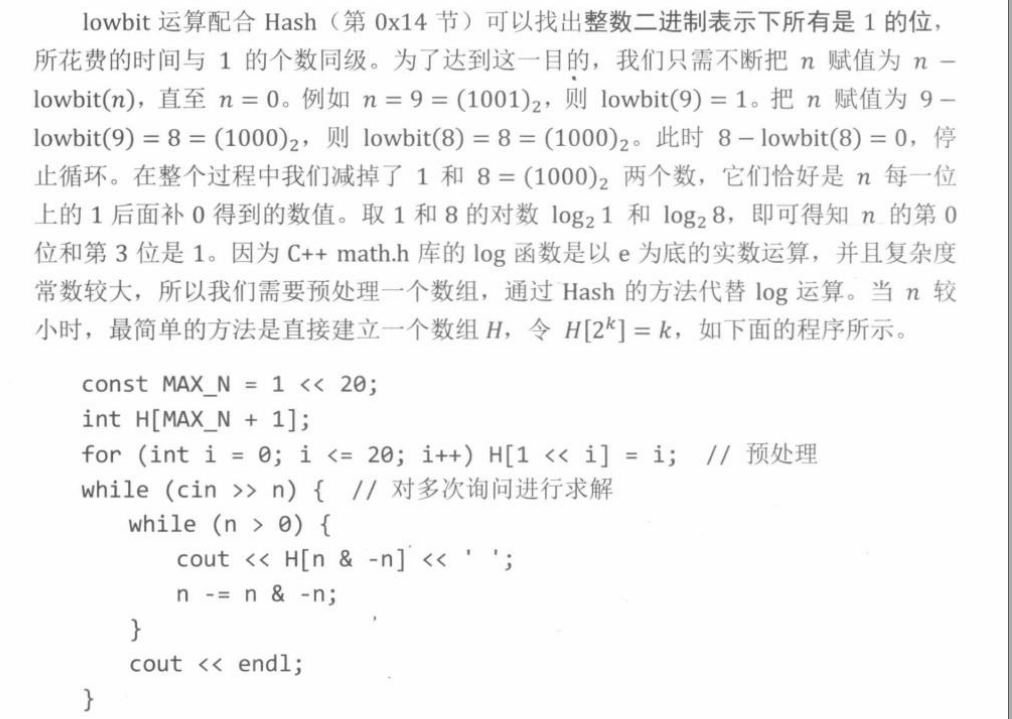 lowbit 运算配合 Hash（第 0x14 节）可以找出整数二进制表示下所有是 1 的位，
所花费的时间与 1 的个数同级。为了达到这一目的，我们只需不断把 n 赋值为 n −
lowbit(n)，直至 n = 0。例如 n = 9 = (1001)₂，则 lowbit(9) = 1。把 n 赋值为 9 −
lowbit(9) = 8 = (1000)₂，则 lowbit(8) = 8 = (1000)₂。此时 8 − lowbit(8) = 0，停
止循环。在整个过程中我们减掉了 1 和 8 = (1000)₂ 两个数，它们恰好是 n 每一位
上的 1 后面补 0 得到的数值。取 1 和 8 的对数 log₂ 1 和 log₂ 8，即可得知 n 的第 0
位和第 3 位是 1。因为 C++ math.h 库的 log 函数是以 e 为底的实数运算，并且复杂度
常数较大，所以我们需要预处理一个数组，通过 Hash 的方法代替 log 运算。当 n 较
小时，最简单的方法是直接建立一个数组 H，令 H[2ᵏ] = k，如下面的程序所示。
const MAX_N = 1 << 20;
int H[MAX_N + 1];
for (int i = 0; i <= 20; i++) H[1 << i] = i; // 预处理
while (cin >> n) { // 对多次询问进行求解
while (n > 0) {
cout << H[n & -n] << ' ';
n -= n & -n;
}
cout << endl;
}